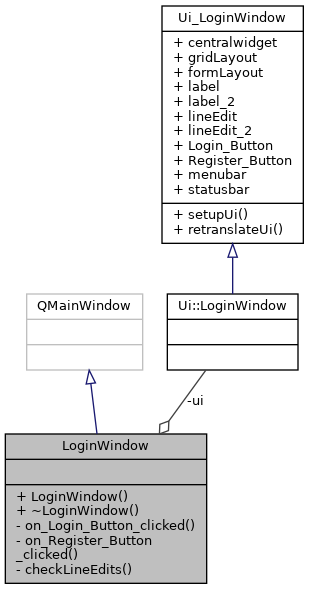 Ui_LoginWindow
+ centralwidget
+ gridLayout
+ formLayout
+ label
+ label_2
+ lineEdit
+ lineEdit_2
+ Login_Button
+ Register_Button
+ menubar
+ statusbar
+ setupUi()
+ retranslateUi()
QMainWindow
Ui::LoginWindow
-ui
LoginWindow
+ LoginWindow()
+ ~LoginWindow()
- on_Login_Button_clicked()
- on_Register_Button
_clicked()
- checkLineEdits()